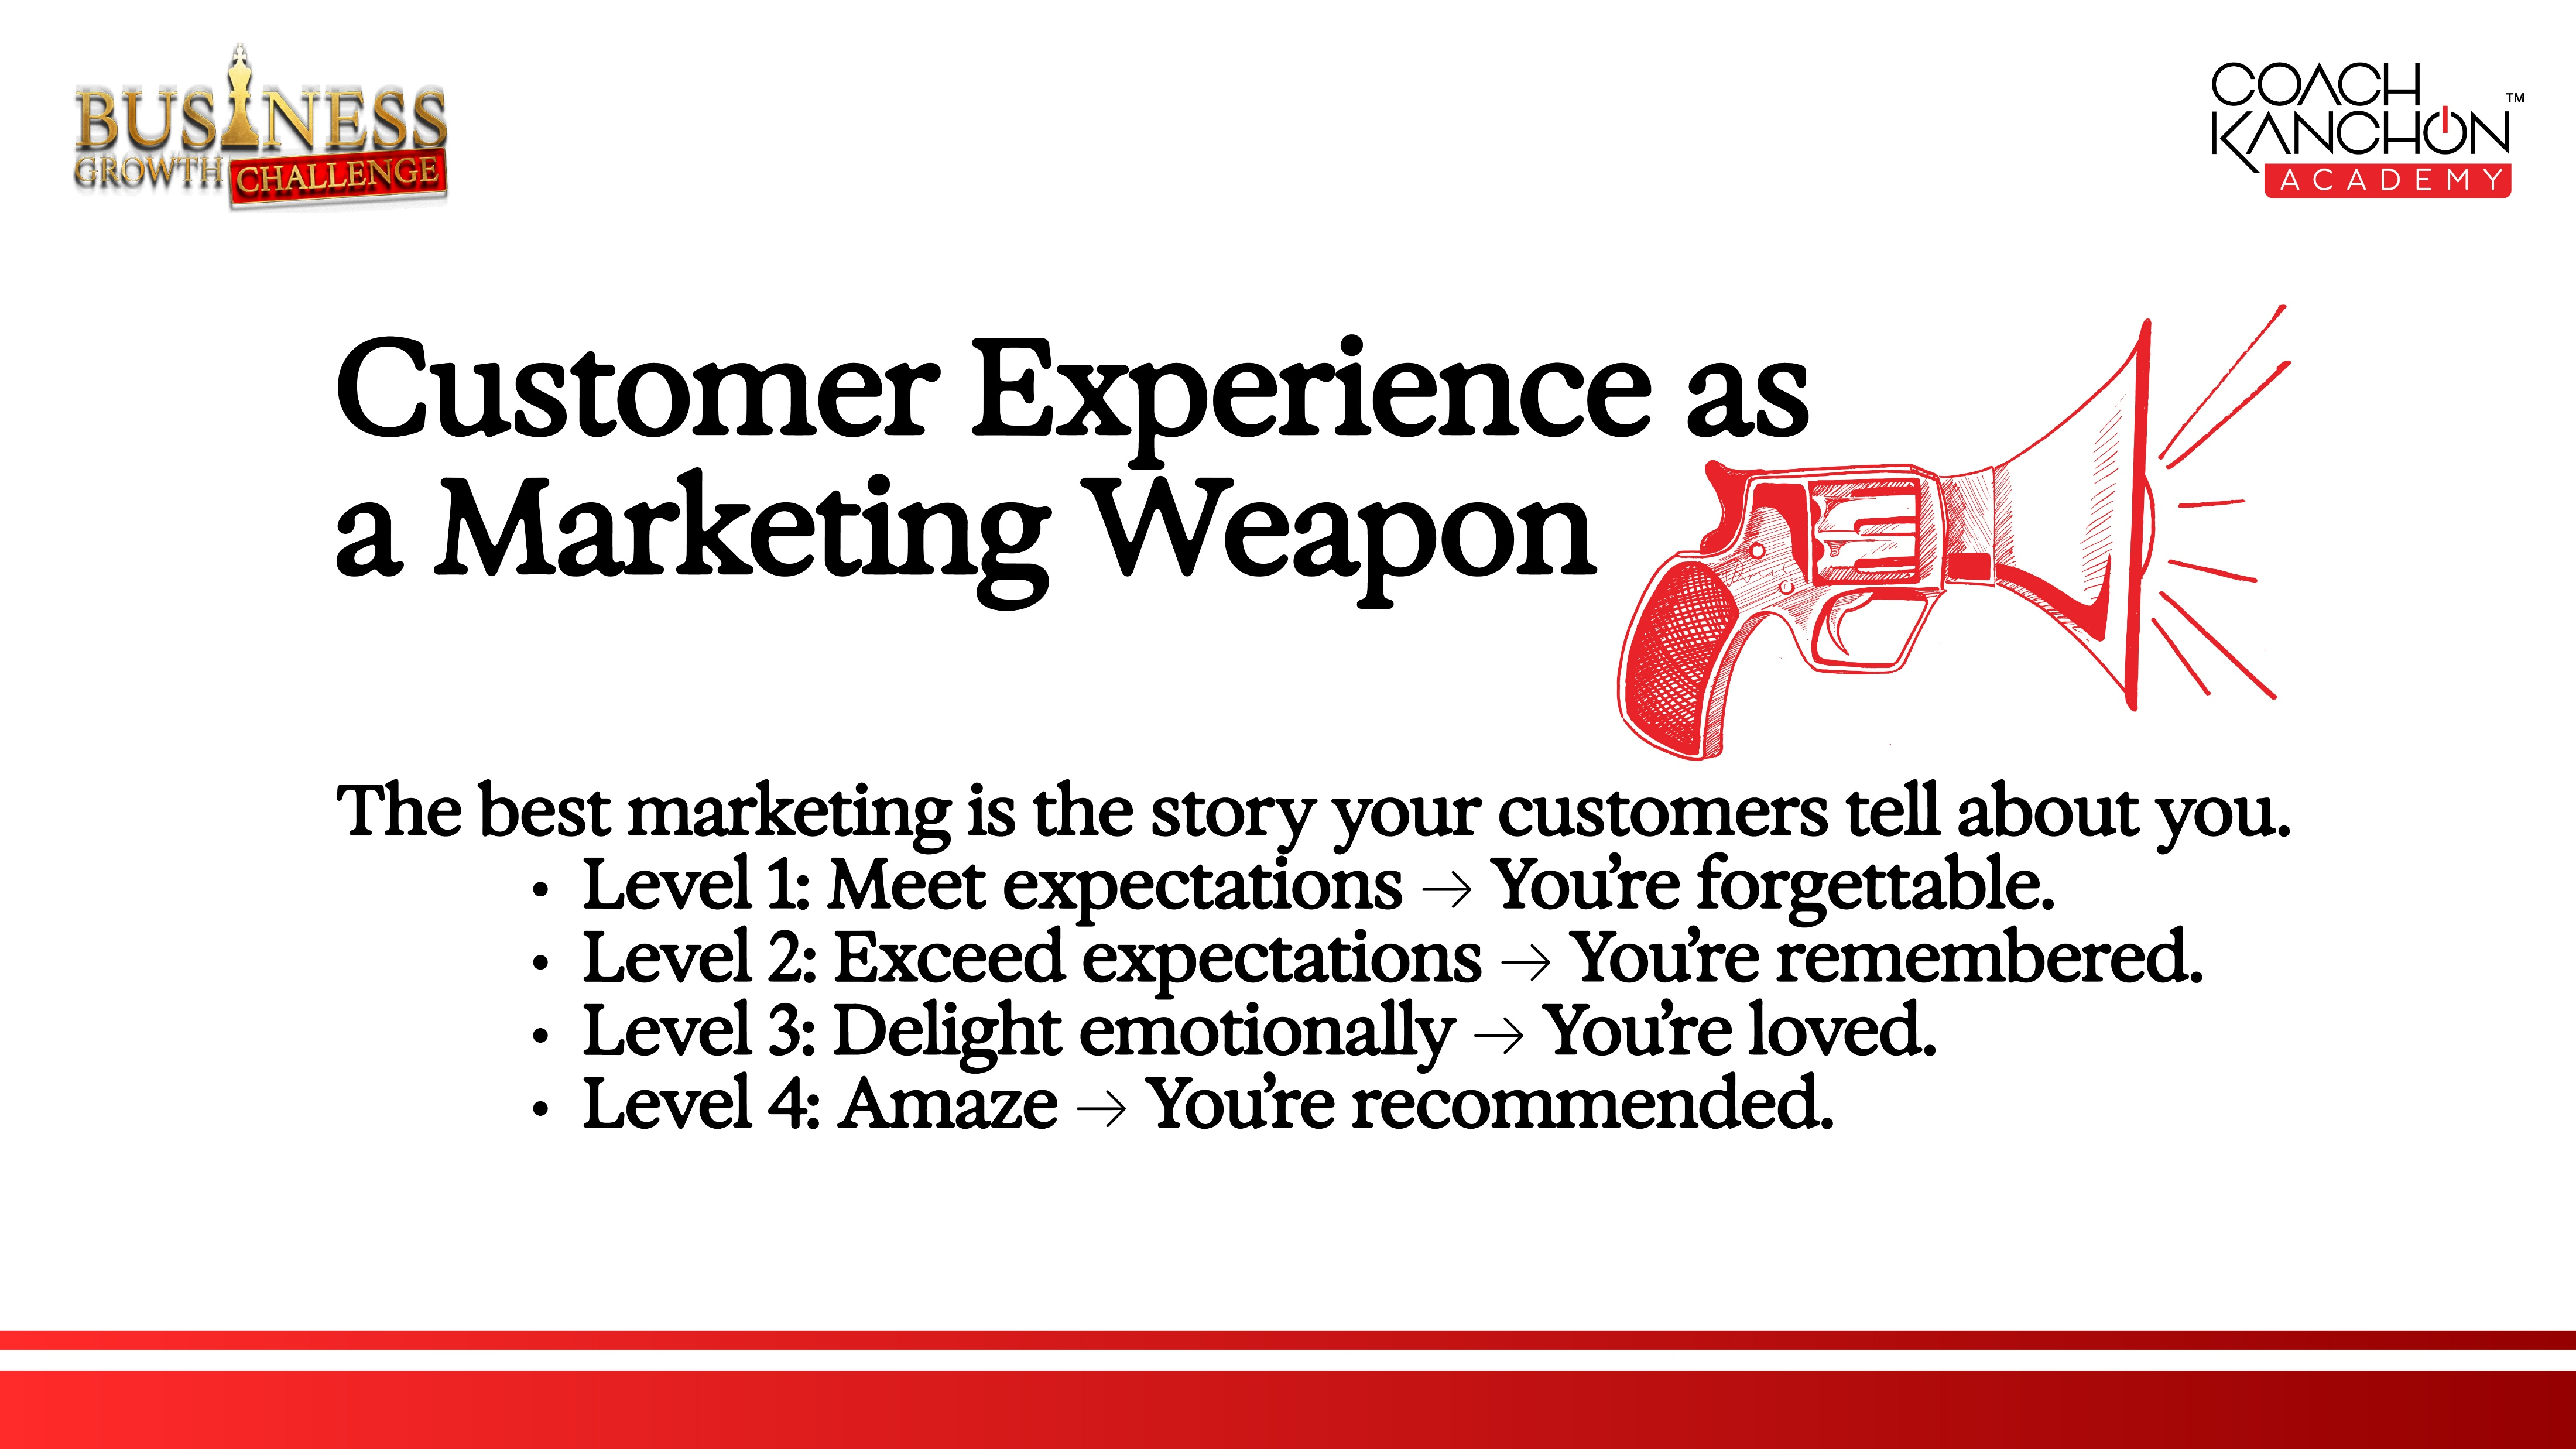 BUSINESS
GROWTH CHALLENGE
COACH
KANCHON
TM
ACADEMY
Customer Experience as
a Marketing Weapon
The best marketing is the story your customers tell about you.
• Level 1: Meet expectations → You’re forgettable.
• Level 2: Exceed expectations → You’re remembered.
• Level 3: Delight emotionally → You’re loved.
• Level 4: Amaze → You’re recommended.